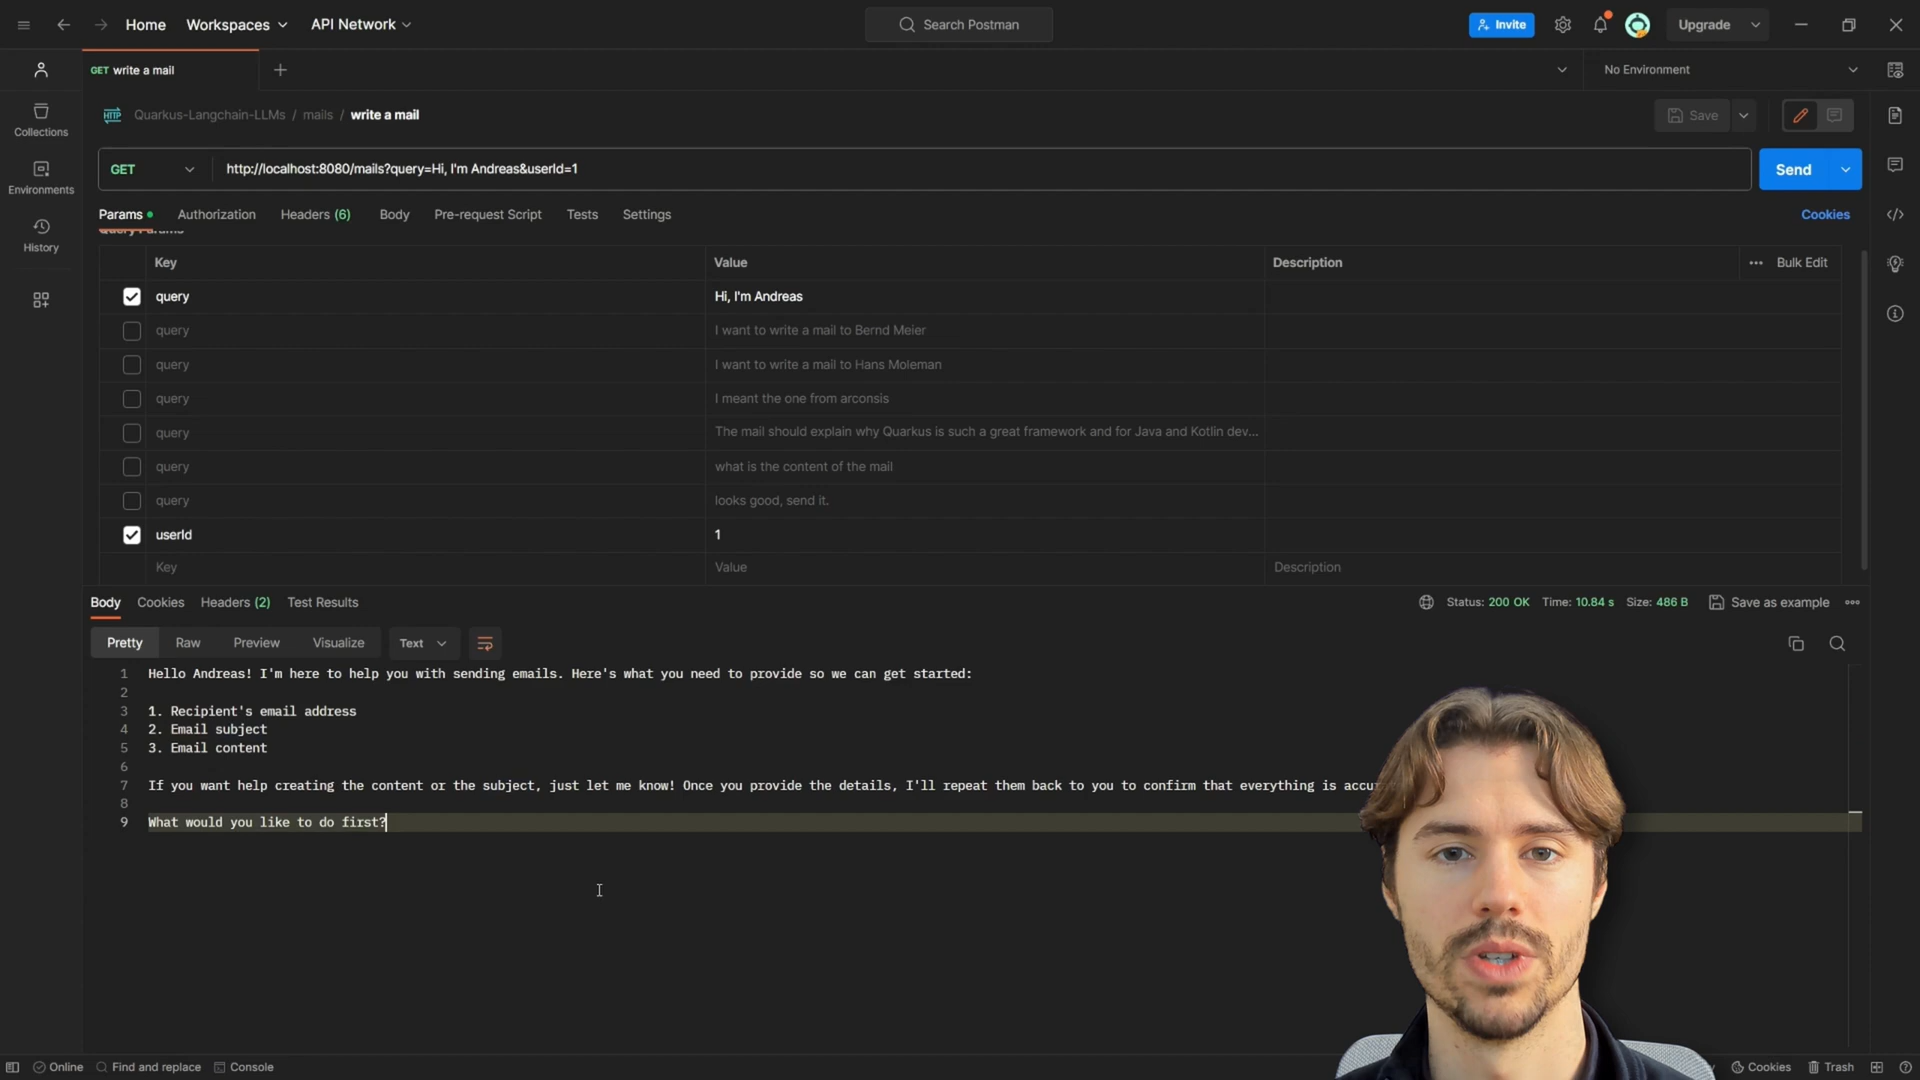 Home Workspaces API Network Search Postman Invite Upgrade
GET write a mail No Environment
HTTP Quarkus-Langchain-LLMs / mails / write a mail Save
GET http://localhost:8080/mails?query=Hi, I'm Andreas&userId=1 Send
Params Authorization Headers (6) Body Pre-request Script Tests Settings Cookies
Query Params
Key Value Description Bulk Edit
query Hi, I'm Andreas
query I want to write a mail to Bernd Meier
query I want to write a mail to Hans Moleman
query I meant the one from arconsis
query The mail should explain why Quarkus is such a great framework and for Java and Kotlin dev...
query what is the content of the mail
query looks good, send it.
userId 1
Key Value Description
Collections
Environments
History
Body Cookies Headers (2) Test Results Status: 200 OK Time: 10.84 s Size: 486 B Save as example
Pretty Raw Preview Visualize Text
1 Hello Andreas! I'm here to help you with sending emails. Here's what you need to provide so we can get started:
2
3 1. Recipient's email address
4 2. Email subject
5 3. Email content
6
7 If you want help creating the content or the subject, just let me know! Once you provide the details, I'll repeat them back to you to confirm that everything is
8
9 What would you like to do first?
Online Find and replace Console Cookies Trash